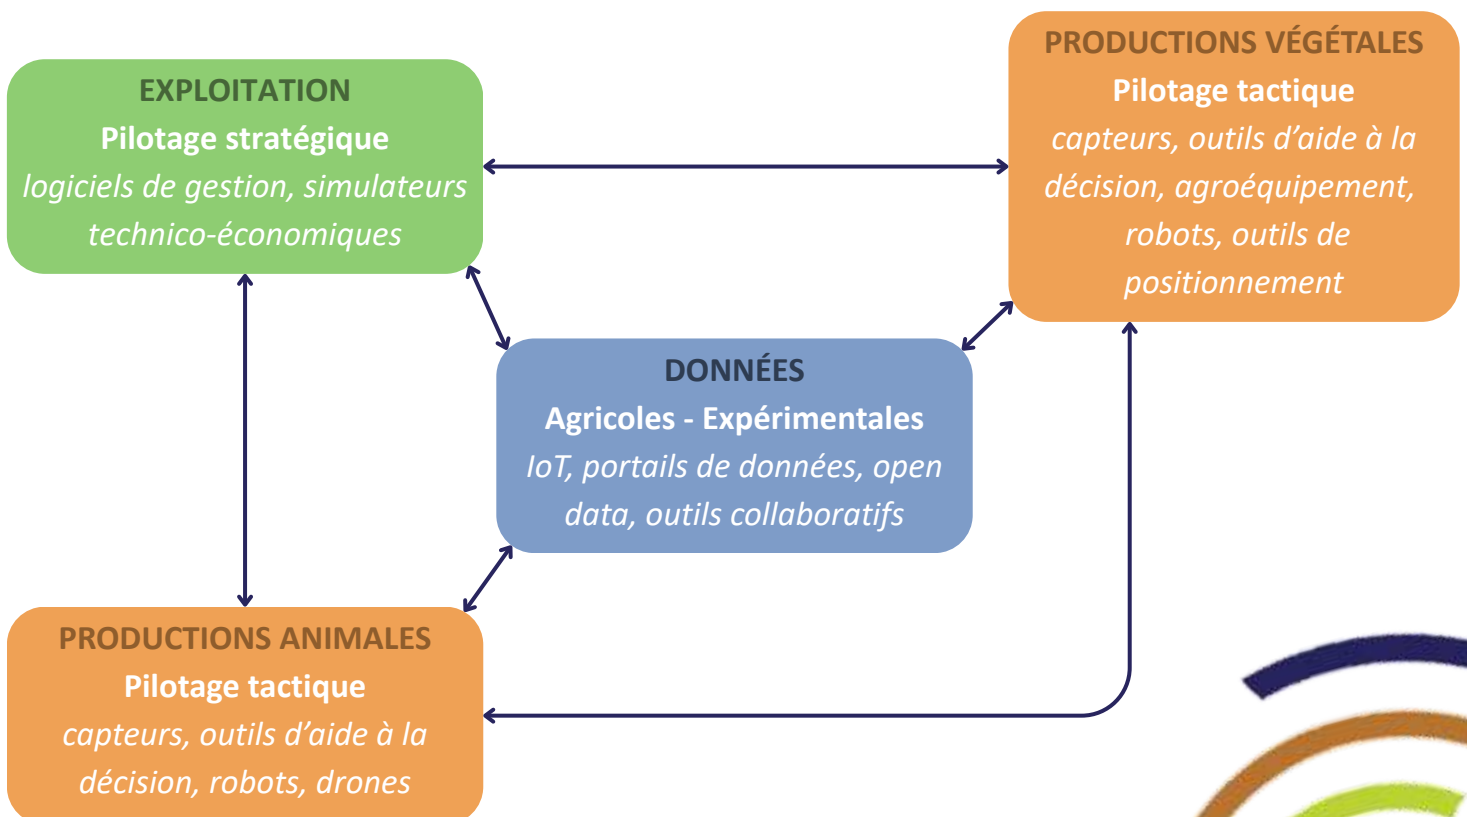 EXPLOITATION
Pilotage stratégique
logiciels de gestion, simulateurs
technico-économiques
PRODUCTIONS VÉGÉTALES
Pilotage tactique
capteurs, outils d’aide à la
décision, agroéquipement,
robots, outils de
positionnement
DONNÉES
Agricoles - Expérimentales
IoT, portails de données, open
data, outils collaboratifs
PRODUCTIONS ANIMALES
Pilotage tactique
capteurs, outils d’aide à la
décision, robots, drones